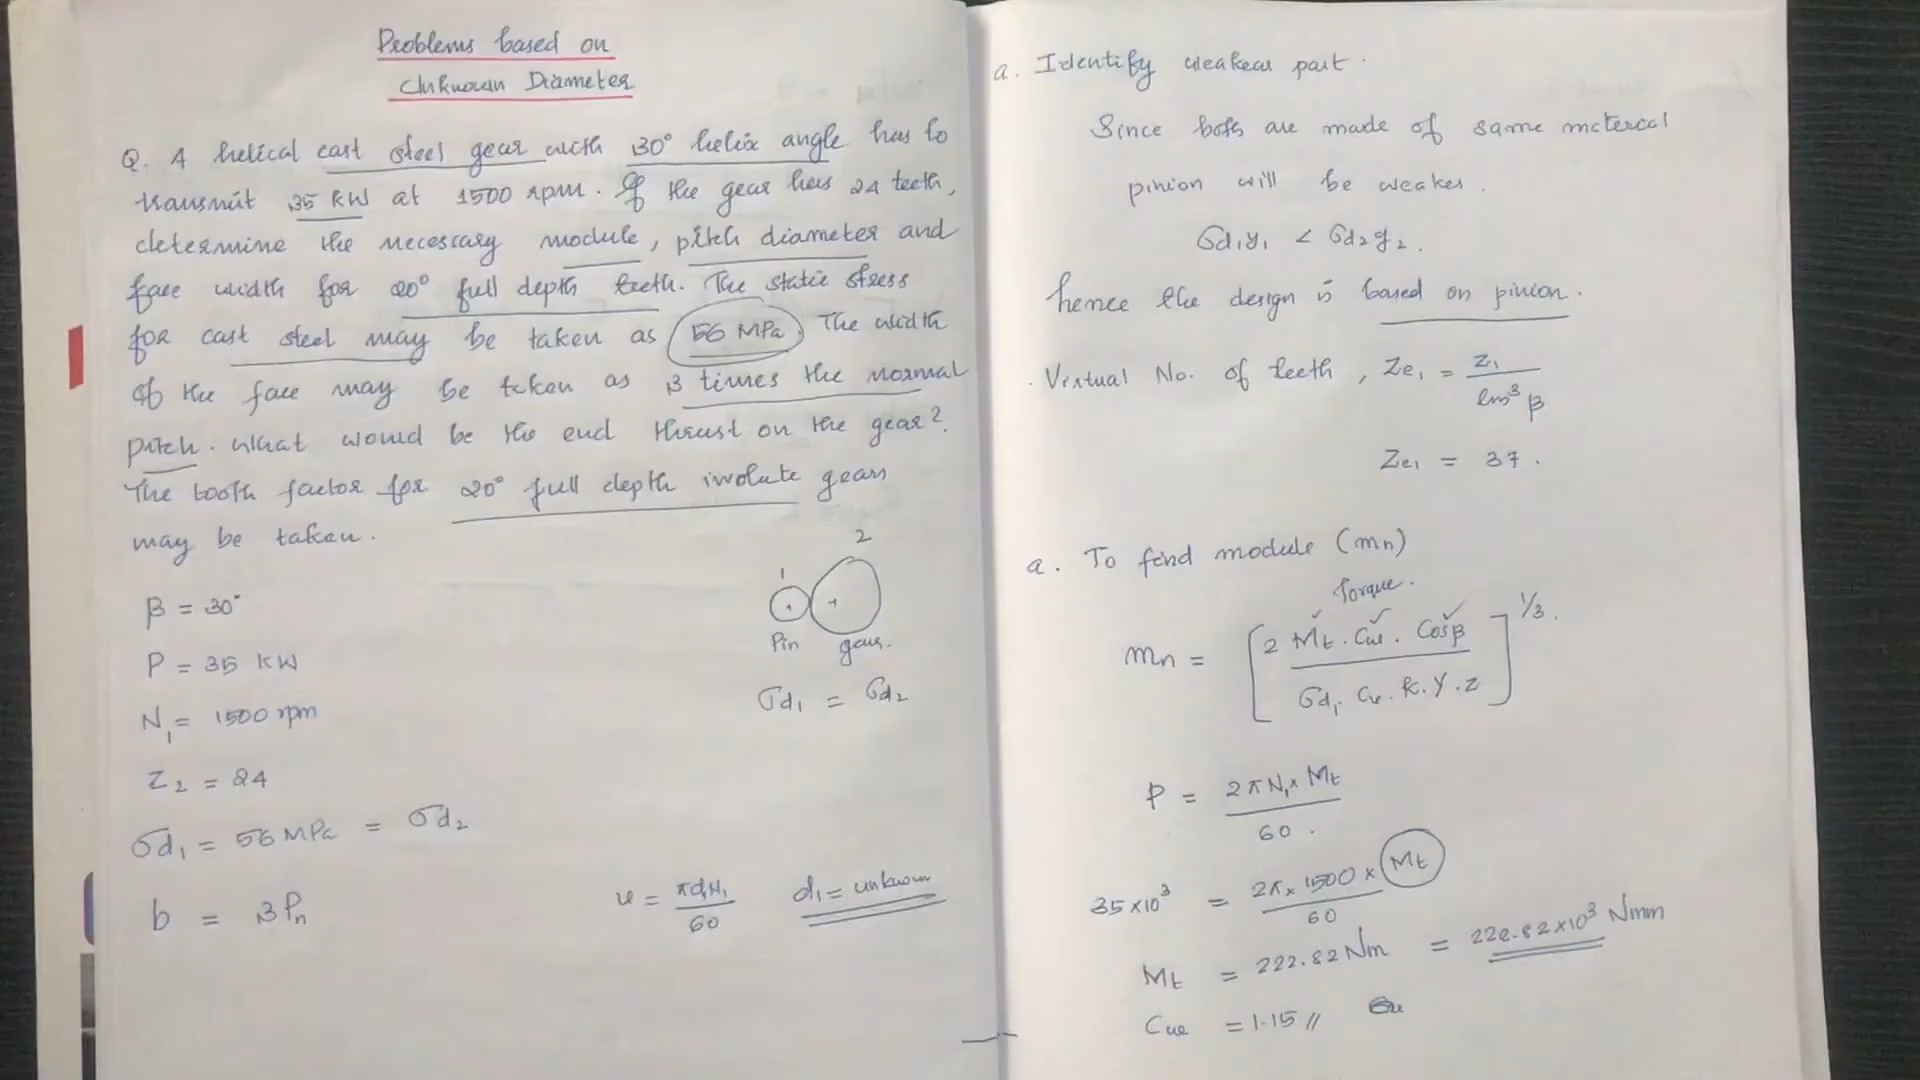 Problems based on
Unknown Diameter
Q. A helical cast steel gear with 30° helix angle has to
transmit 35 kW at 1500 rpm. If the gear has 24 teeth,
determine the necessary module, pitch diameter and
face width for 20° full depth teeth. The static stress
for cast steel may be taken as 56 MPa. The width
of the face may be taken as 3 times the normal
pitch. What would be the end thrust on the gear?
The tooth factor for 20° full depth involute gears
may be taken.
1 2
Pin gear.
β = 30°
P = 35 KW
N₁ = 1500 rpm
σd₁ = σd₂
Z₂ = 24
σd₁ = 56 MPa = σd₂
b = 3Pn
v = πd₁N₁ / 60 d₁ = unknown
a. Identify weaker part.
Since both are made of same matercal
pinion will be weaker.
σd₁y₁ < σd₂y₂.
hence the design is based on pinion.
. Virtual No. of teeth, Ze₁ = Z₁ / cos³ β
Ze₁ = 37.
a. To find module (mn)
Torque.
mn = [2 Mt. Cw. Cosβ / σd₁. Cv. K. Y. Z]^1/3.
P = 2πN₁ x Mt / 60.
35 x10³ = 2π x 1500 x Mt / 60
Mt = 222.82 Nm = 222.82x10³ Nmm
Cw = 1.15 //